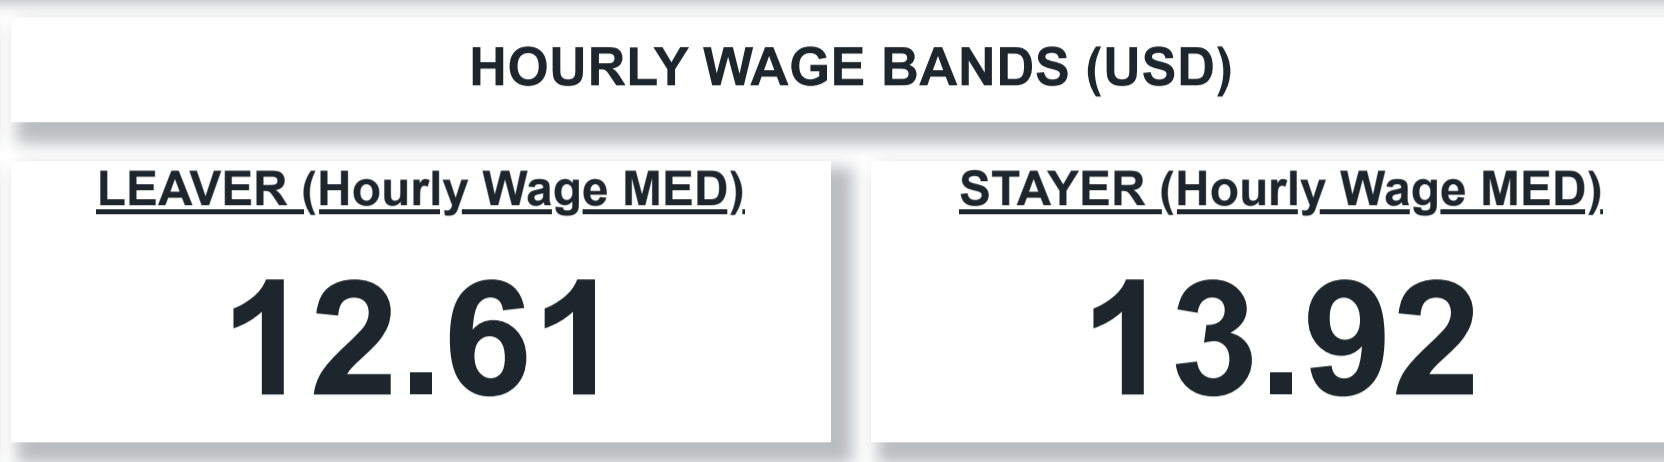 HOURLY WAGE BANDS (USD)
LEAVER (Hourly Wage MED)
12.61
STAYER (Hourly Wage MED)
13.92